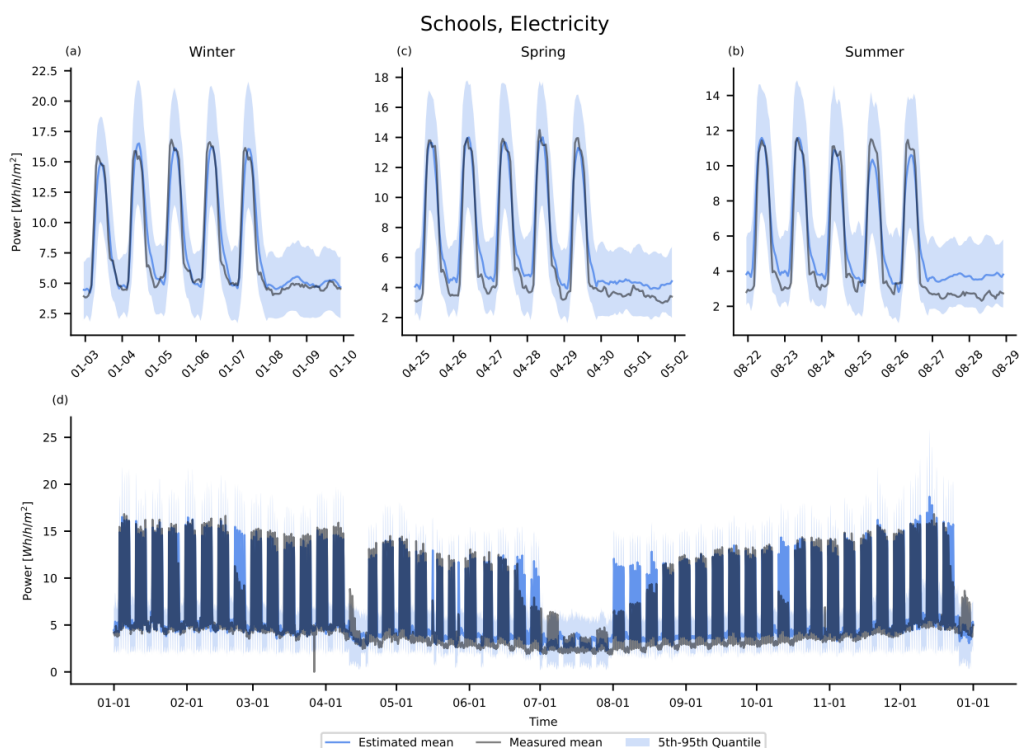 Schools, Electricity
(a)
Winter
(c)
Spring
(b)
Summer
Power [Wh/h/m²]
22.5
20.0
17.5
15.0
12.5
10.0
7.5
5.0
2.5
01-03 01-04 01-05 01-06 01-07 01-08 01-09 01-10
18
16
14
12
10
8
6
4
2
04-25 04-26 04-27 04-28 04-29 04-30 05-01 05-02
14
12
10
8
6
4
2
08-22 08-23 08-24 08-25 08-26 08-27 08-28 08-29
(d)
Power [Wh/h/m²]
25
20
15
10
5
0
01-01 02-01 03-01 04-01 05-01 06-01 07-01 08-01 09-01 10-01 11-01 12-01 01-01
Time
Estimated mean Measured mean 5th-95th Quantile